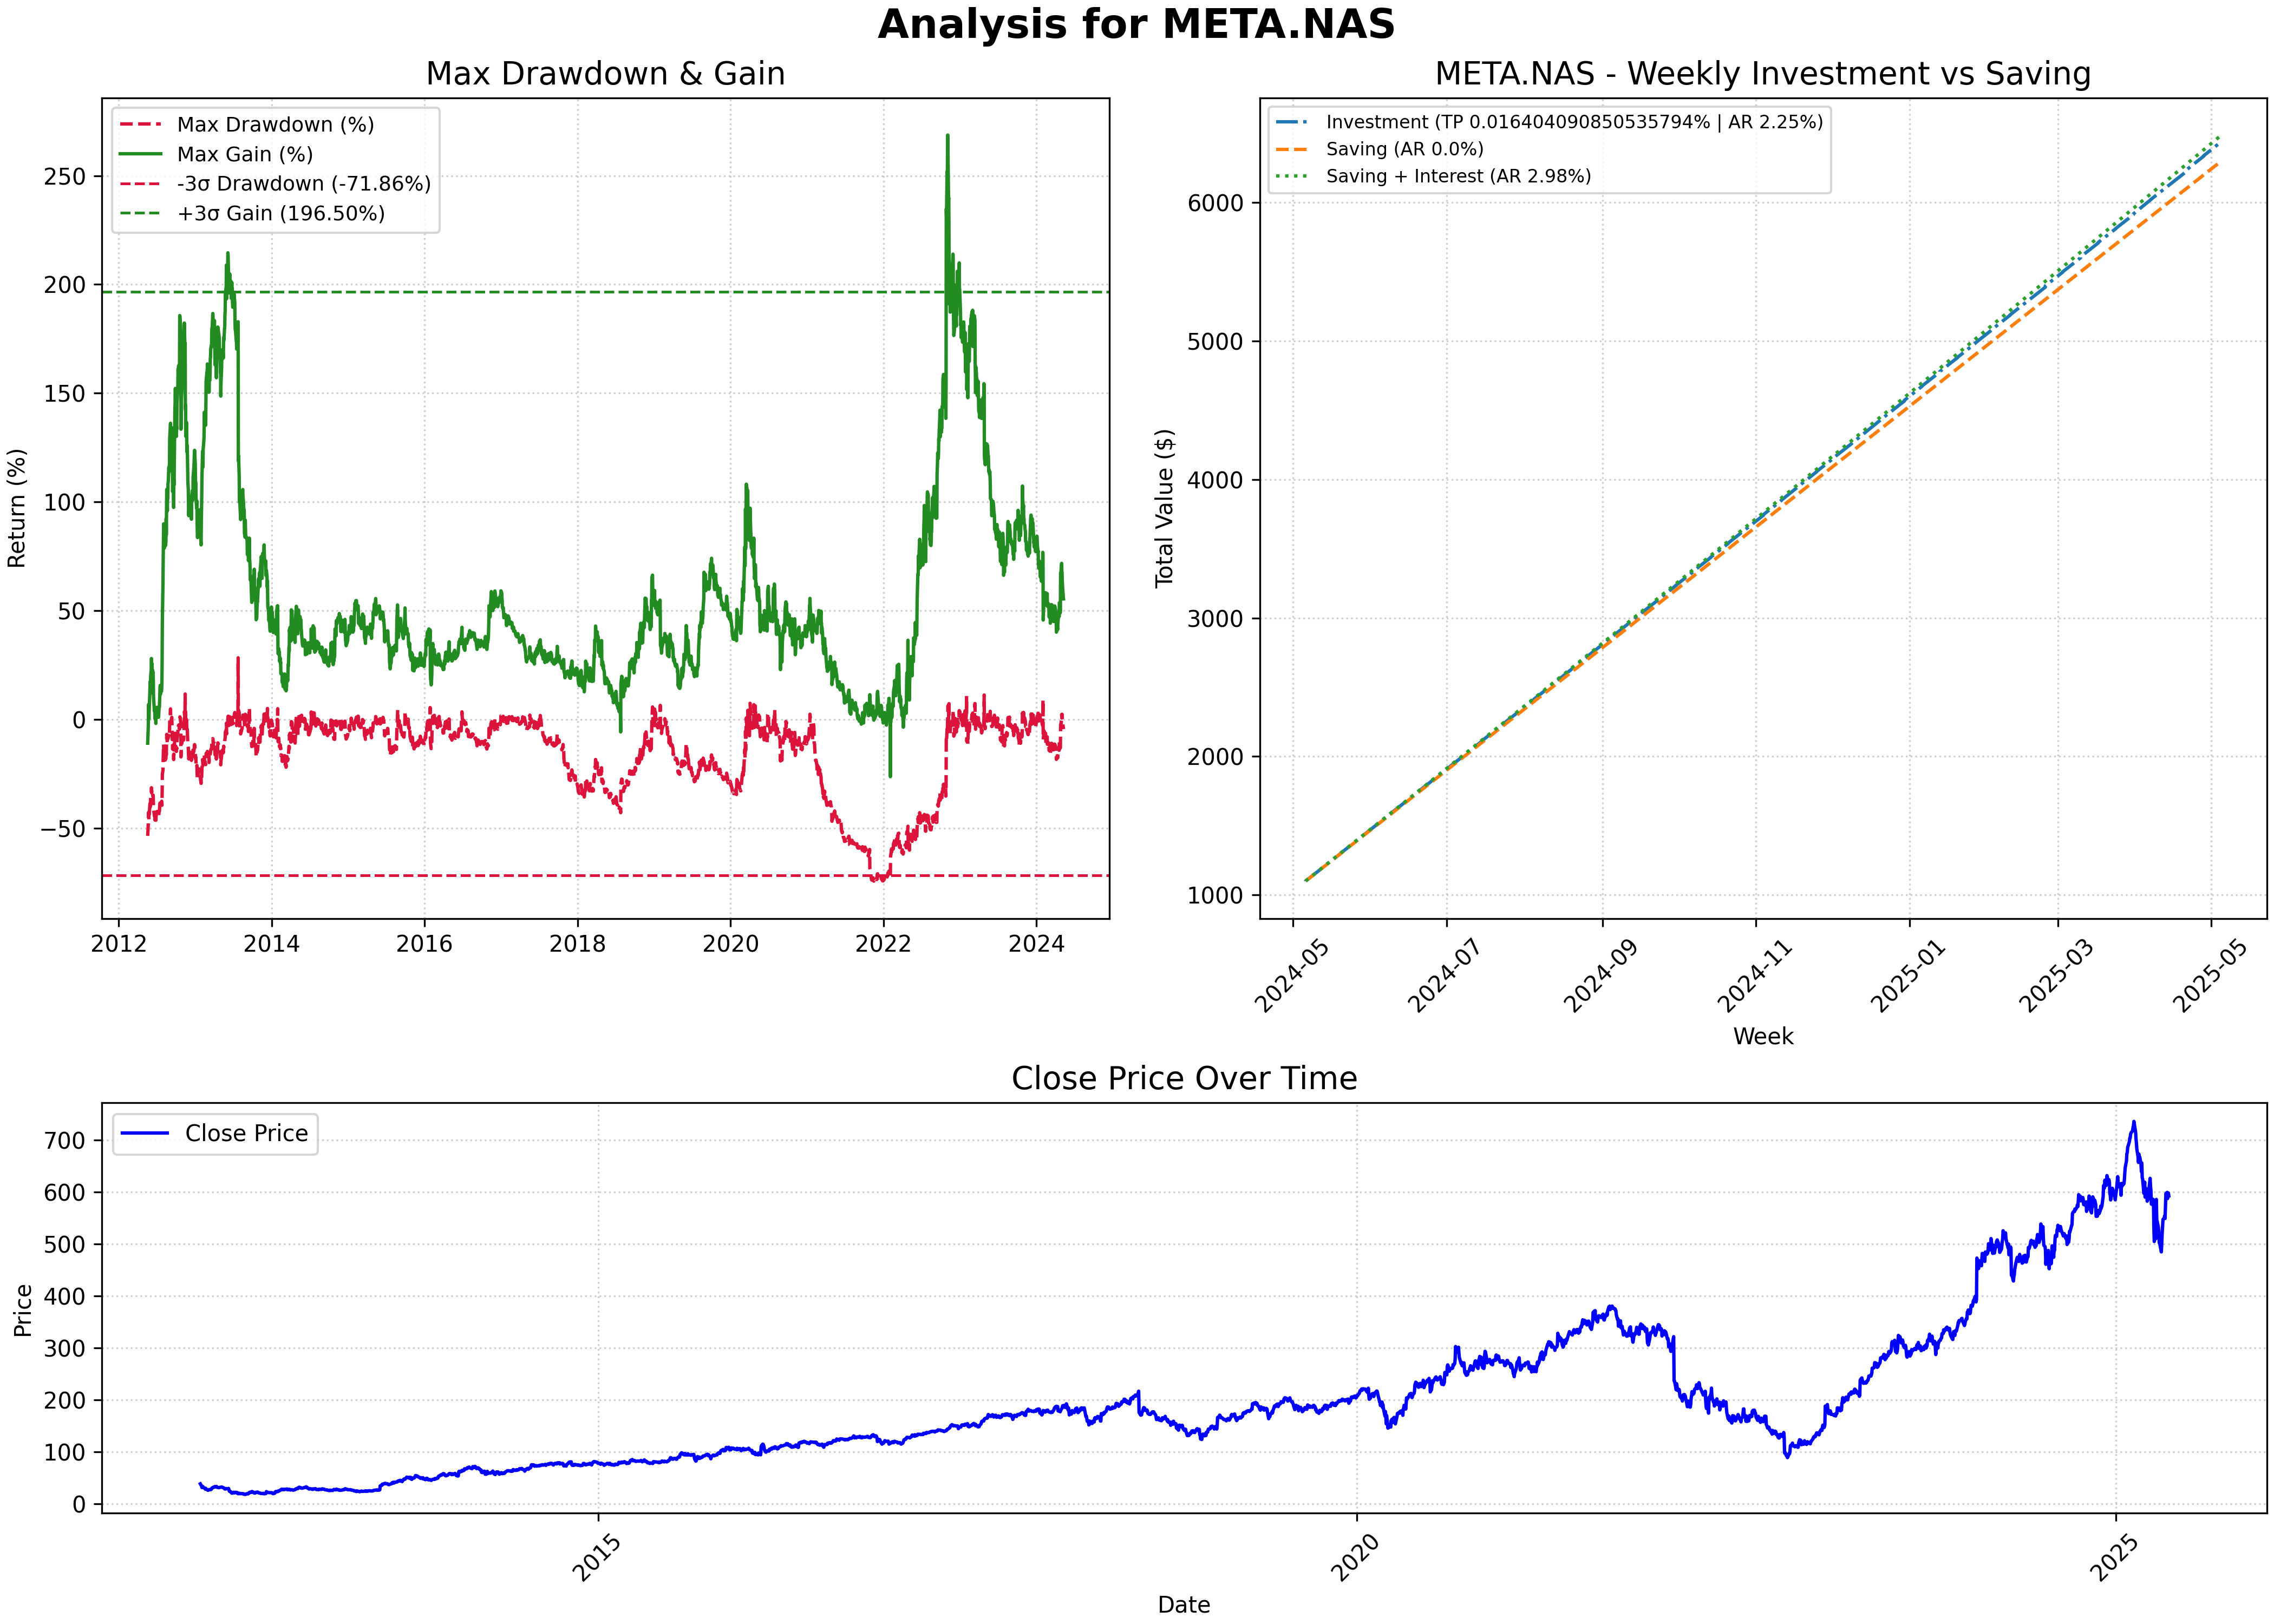 Analysis for META.NAS
Max Drawdown & Gain
Max Drawdown (%)
Max Gain (%)
-3σ Drawdown (-71.86%)
+3σ Gain (196.50%)
Return (%)
250
200
150
100
50
0
−50
2012
2014
2016
2018
2020
2022
2024
META.NAS - Weekly Investment vs Saving
Investment (TP 0.016404090850535794% | AR 2.25%)
Saving (AR 0.0%)
Saving + Interest (AR 2.98%)
Total Value ($)
6000
5000
4000
3000
2000
1000
2024-05
2024-07
2024-09
2024-11
2025-01
2025-03
2025-05
Week
Close Price Over Time
Close Price
Price
700
600
500
400
300
200
100
0
2015
2020
2025
Date